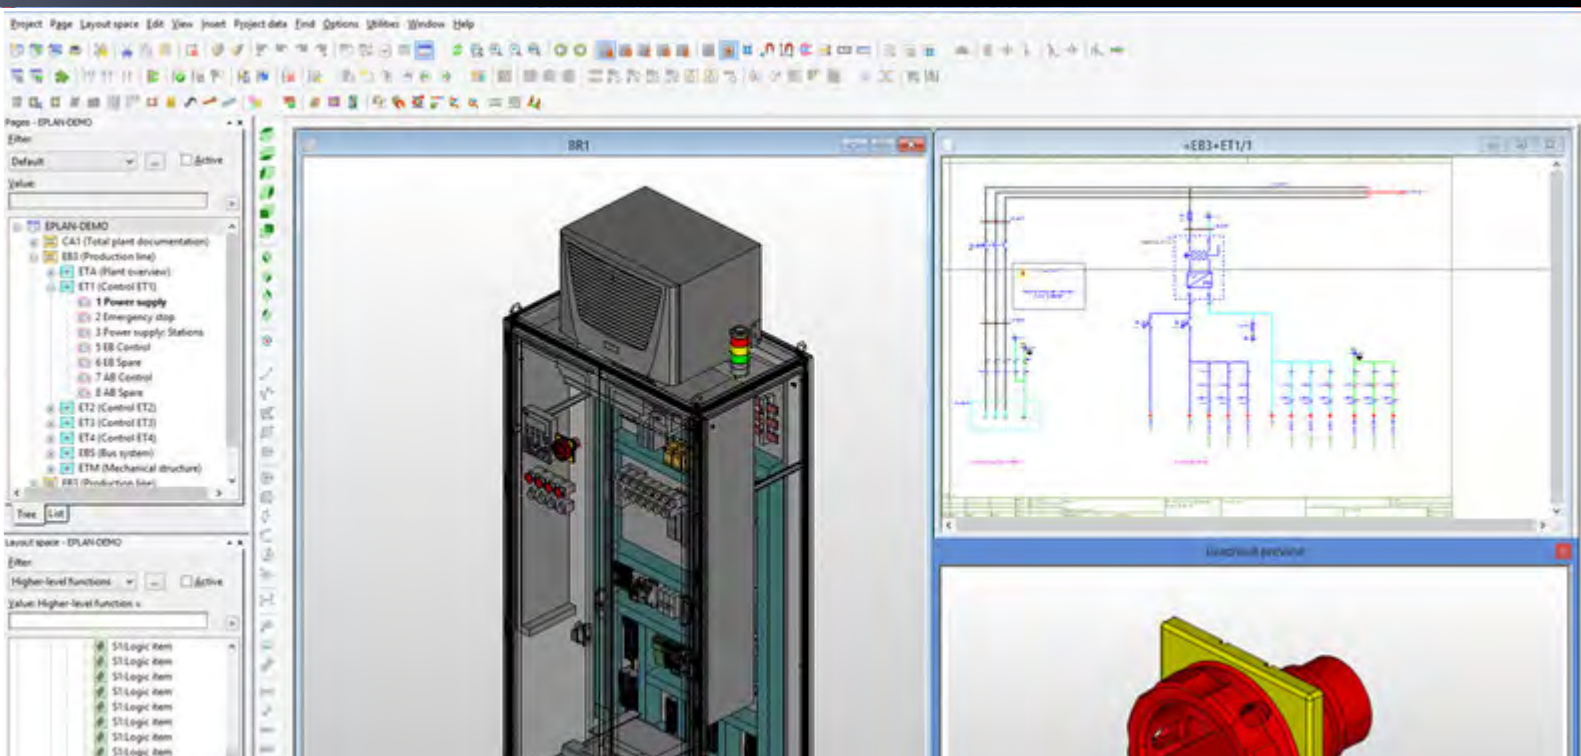 Project Page Layout space Edit View Insert Project data Find Options Utilities Window Help
Pages - EPLAN-DEMO
Filter:
Default
...
Active
Value:
EPLAN-DEMO
CA1 (Total plant documentation)
EB3 (Production line)
ETA (Plant overview)
ET1 (Control ET1)
1 Power supply
2 Emergency stop
3 Power supply: Stations
5 EB Control
6 EB Spare
7 AB Control
8 AB Spare
ET2 (Control ET2)
ET3 (Control ET3)
ET4 (Control ET4)
EBS (Bus system)
ETM (Mechanical structure)
(Production line)
Tree List
Layout space - EPLAN-DEMO
Filter:
Higher-level functions
...
Active
Value: Higher-level function =
S1:Logic item
S1:Logic item
S1:Logic item
S1:Logic item
S1:Logic item
S1:Logic item
S1:Logic item
S1:Logic item
BR1
=EB3+ET1/1
Graphical preview